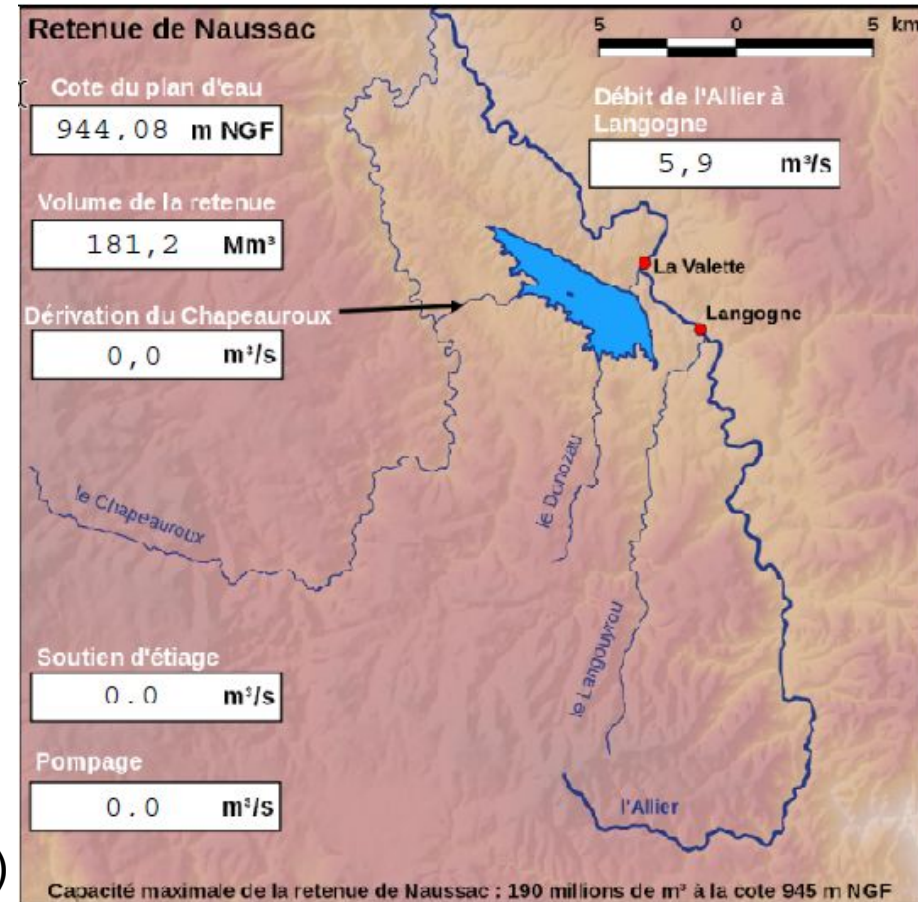 Retenue de Naussac
5 0 5 km
Cote du plan d'eau
944,08 m NGF
Débit de l'Allier à
Langogne
5,9 m³/s
Volume de la retenue
181,2 Mm³
La Valette
Dérivation du Chapeauroux
0,0 m³/s
Langogne
le Chapeauroux
le Donozau
le Langouyrou
Soutien d'étiage
0.0 m³/s
Pompage
0.0 m³/s
l'Allier
)
Capacité maximale de la retenue de Naussac : 190 millions de m³ à la cote 945 m NGF